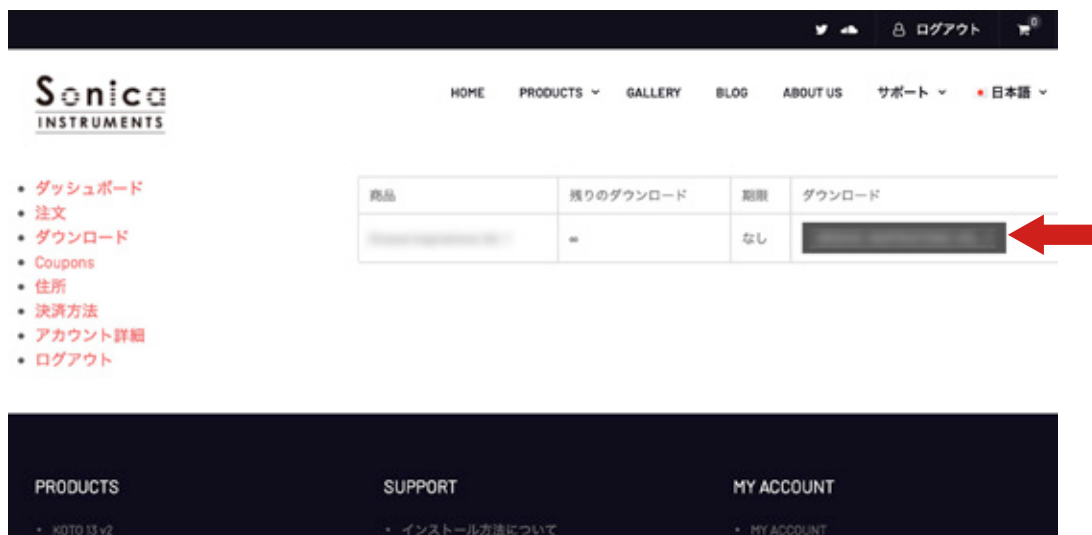 ログアウト
0
Sonica
INSTRUMENTS
HOME
PRODUCTS
GALLERY
BLOG
ABOUT US
サポート
日本語
ダッシュボード
注文
ダウンロード
Coupons
住所
決済方法
アカウント詳細
ログアウト
商品
残りのダウンロード
期限
ダウンロード
∞
なし
PRODUCTS
SUPPORT
MY ACCOUNT
KOTO 13 v2
インストール方法について
MY ACCOUNT